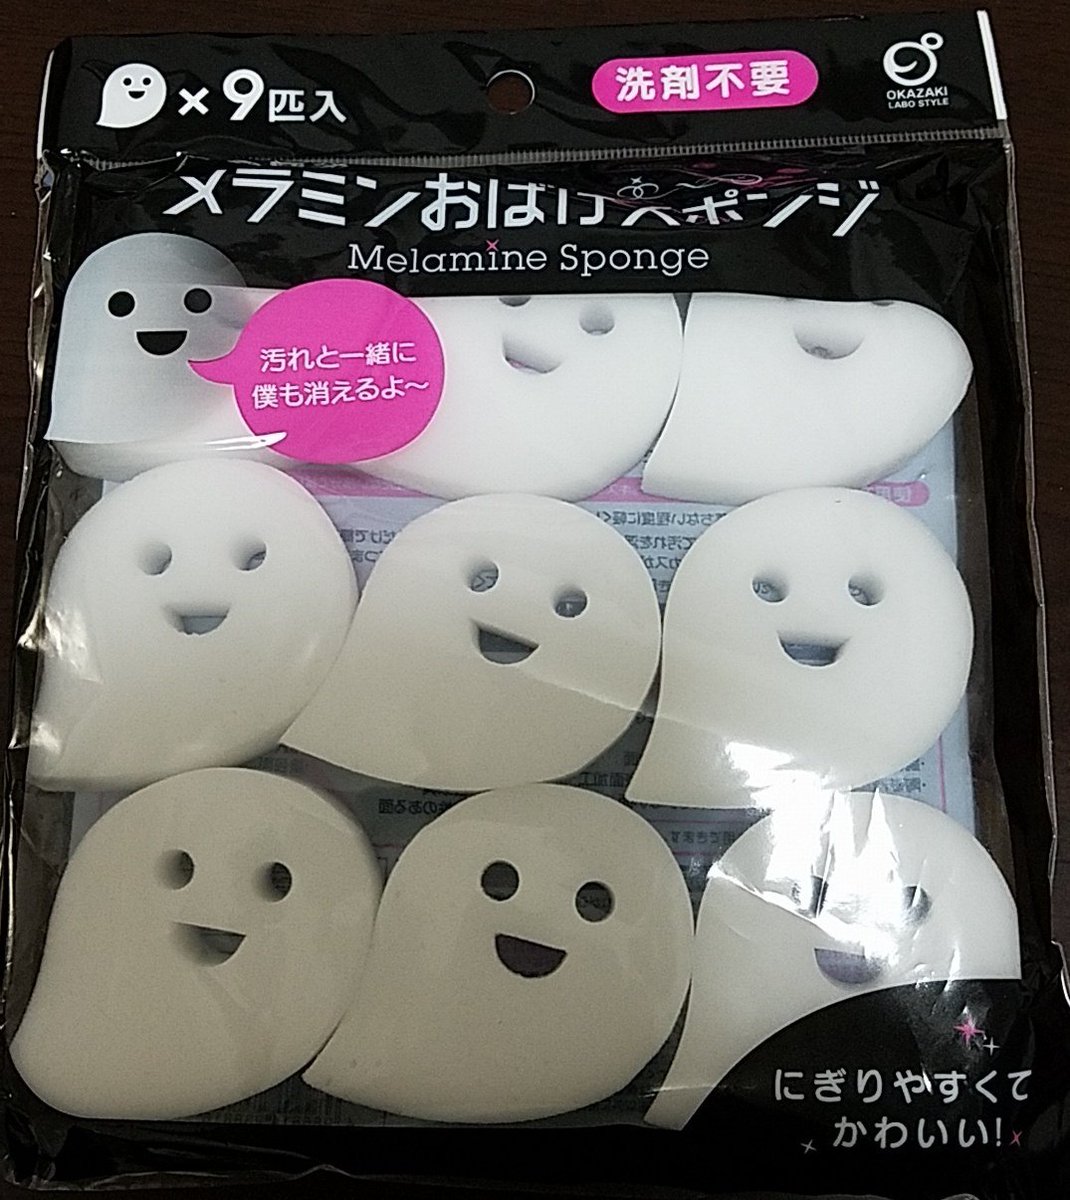 ×9匹入
洗剤不要
OKAZAKI
LABO STYLE
メラミンおばけスポンジ
Melamine Sponge
汚れと一緒に
僕も消えるよ～
にぎりやすくて
かわいい!